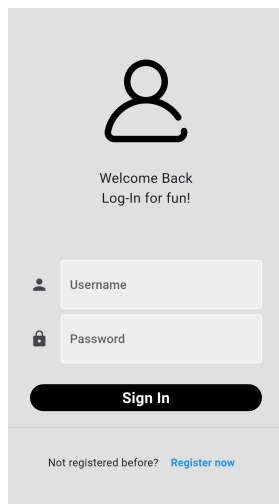 Welcome Back
Log-In for fun!
Username
Password
Sign In
Not registered before? Register now